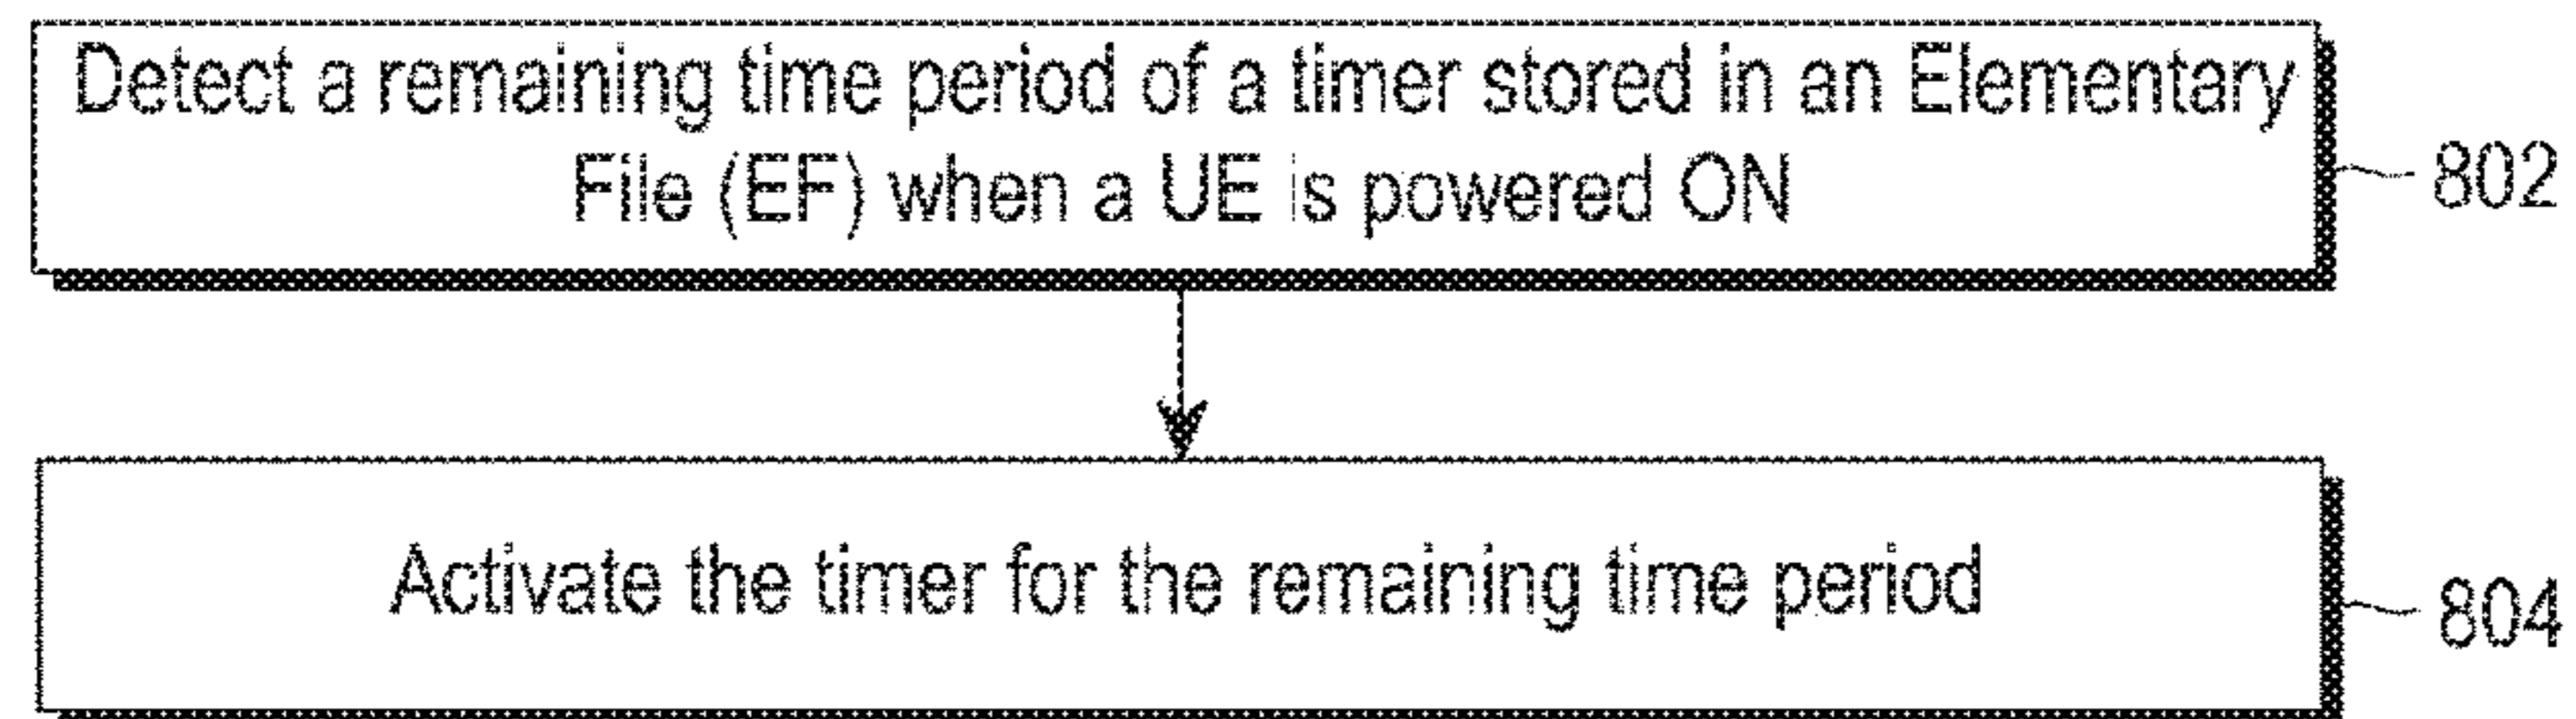 Detect a remaining time period of a timer stored in an Elementary
File (EF) when a UE is powered ON
802
Activate the timer for the remaining time period
804